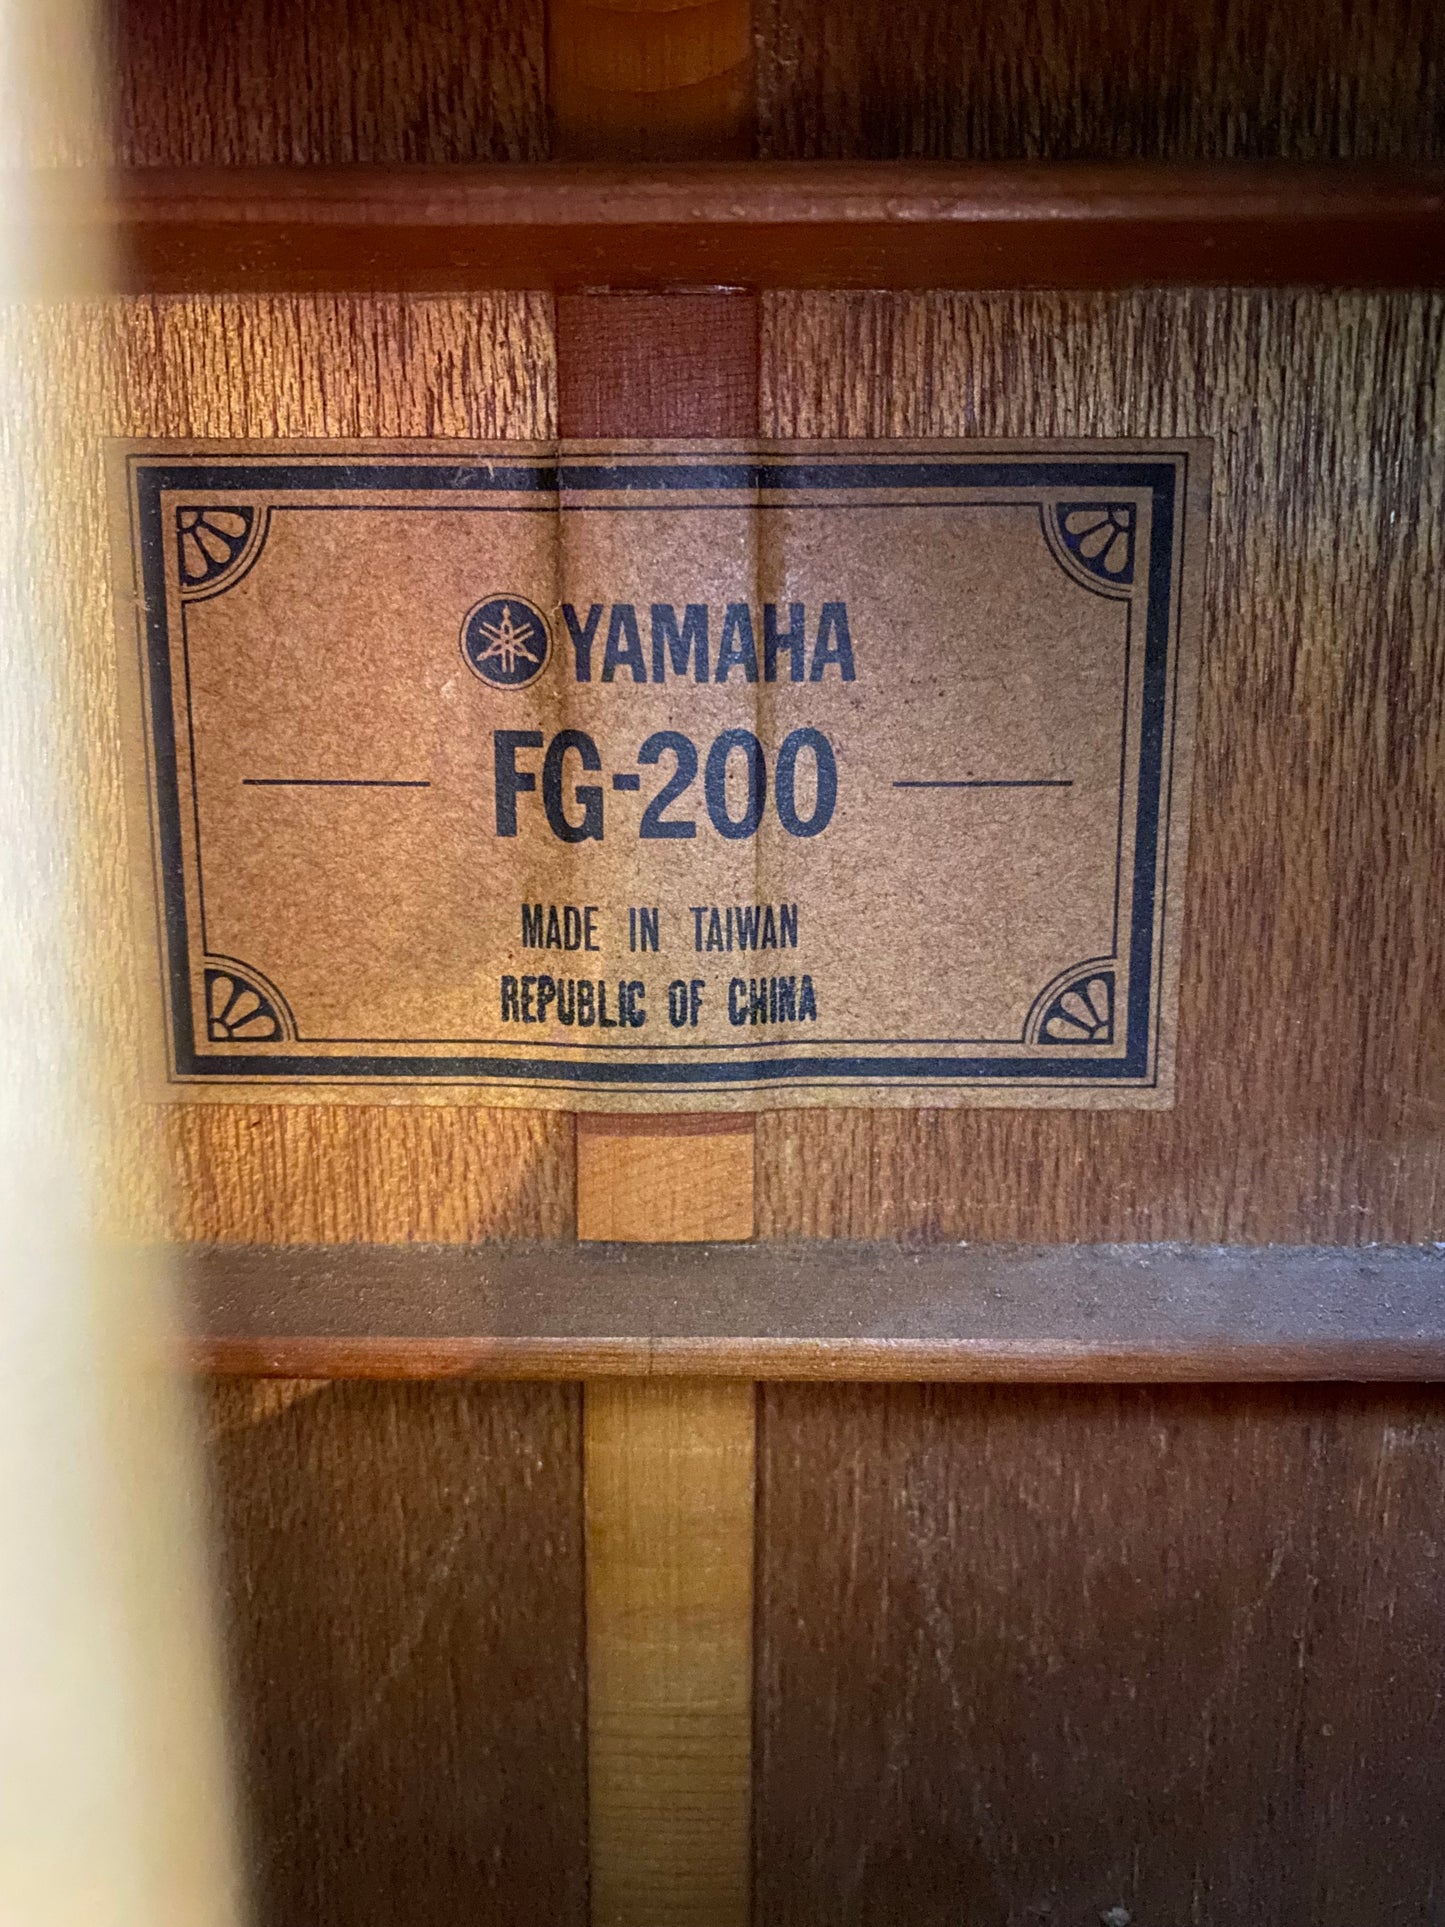 YAMAHA
FG-200
MADE IN TAIWAN
REPUBLIC OF CHINA